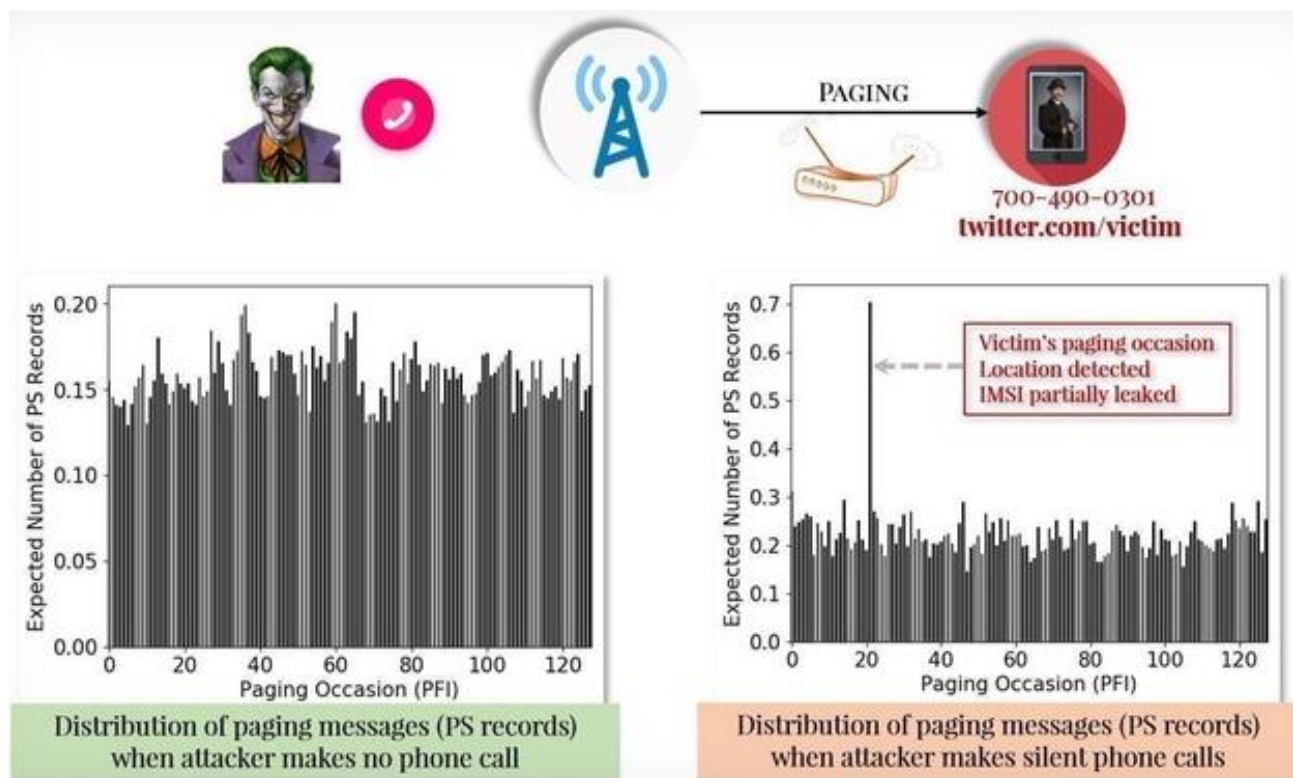 PAGING
700-490-0301
twitter.com/victim
Expected Number of PS Records
0.20
0.15
0.10
0.05
0.00
0 20 40 60 80 100 120
Paging Occasion (PFI)
Distribution of paging messages (PS records)
when attacker makes no phone call
Expected Number of PS Records
0.7
0.6
0.5
0.4
0.3
0.2
0.1
0.0
Victim's paging occasion
Location detected
IMSI partially leaked
0 20 40 60 80 100 120
Paging Occasion (PFI)
Distribution of paging messages (PS records)
when attacker makes silent phone calls